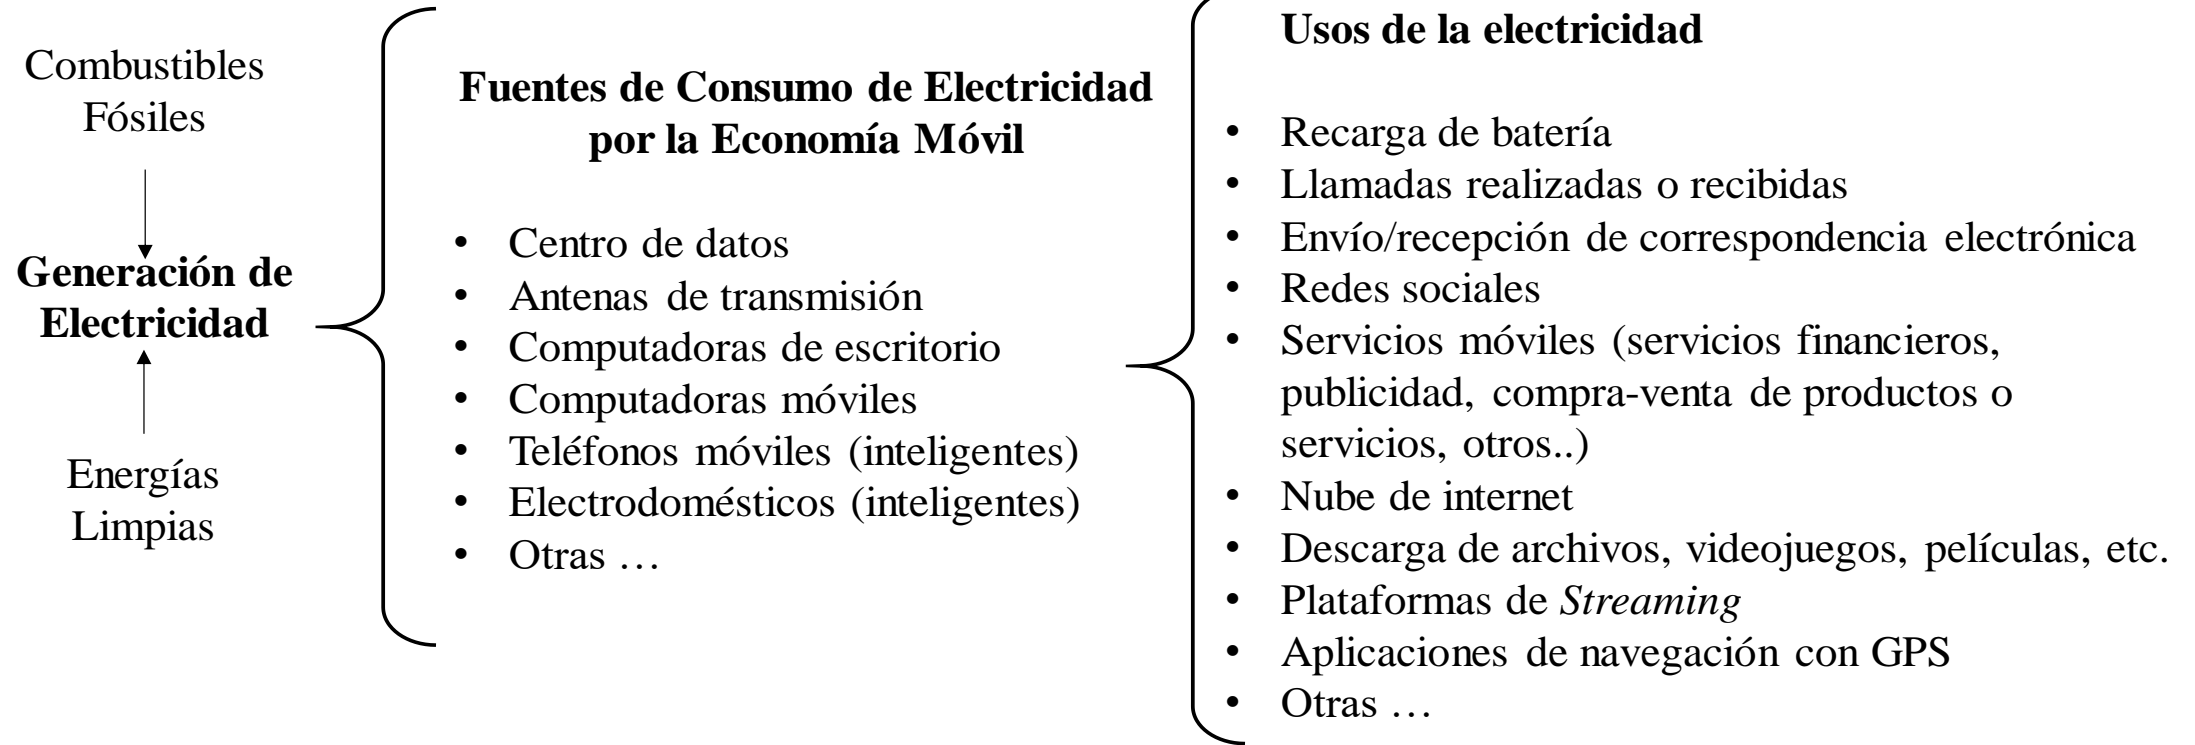 Combustibles
Fósiles
Generación de
Electricidad
Energías
Limpias
Fuentes de Consumo de Electricidad
por la Economía Móvil
• Centro de datos
• Antenas de transmisión
• Computadoras de escritorio
• Computadoras móviles
• Teléfonos móviles (inteligentes)
• Electrodomésticos (inteligentes)
• Otras …
Usos de la electricidad
• Recarga de batería
• Llamadas realizadas o recibidas
• Envío/recepción de correspondencia electrónica
• Redes sociales
• Servicios móviles (servicios financieros,
publicidad, compra-venta de productos o
servicios, otros..)
• Nube de internet
• Descarga de archivos, videojuegos, películas, etc.
• Plataformas de Streaming
• Aplicaciones de navegación con GPS
• Otras …